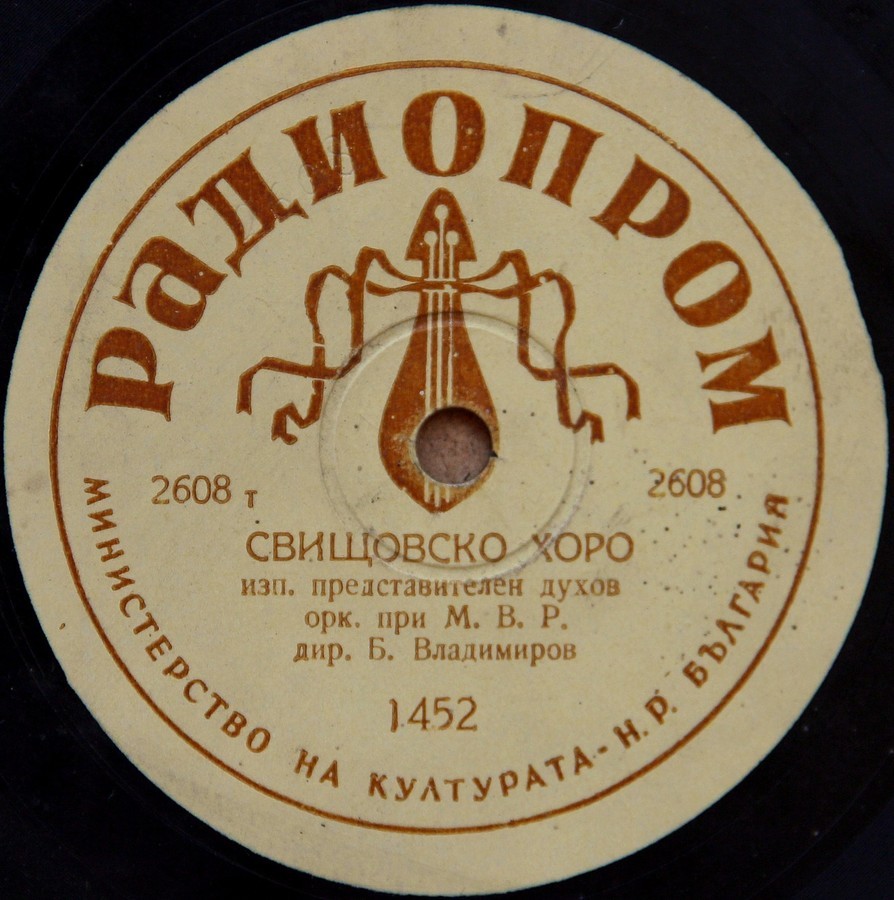 РАДИОПРОМ
2608 т
2608
СВИЩОВСКО ХОРО
изп. представителен духов
орк. при М. В. Р.
дир. Б. Владимиров
1452
МИНИСТЕРСТВО НА КУЛТУРАТА - Н. Р. БЪЛГАРИЯ